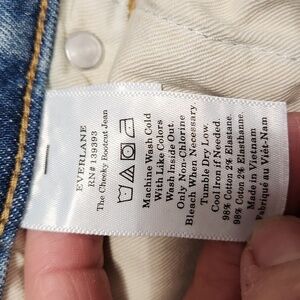 EVERLANE
RN# 139393
The Cheeky Bootcut Jean
Machine Wash Cold
With Like Colors
Wash Inside Out.
Only Non-Chlorine
Bleach When Necessary.
Tumble Dry Low
Cool Iron if Needed.
98% Cotton 2% Elastane.
98% Coton 2% Elasthanne.
Made in Vietnam
Fabriqué au Viêt-Nam